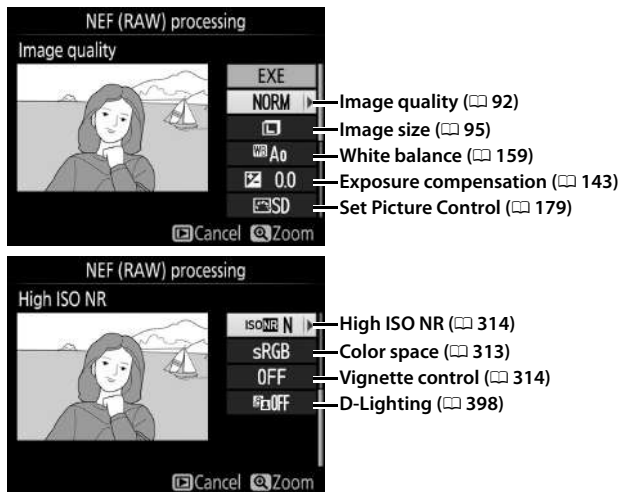 NEF (RAW) processing
Image quality
EXE
NORM
Image quality (📖 92)
L
Image size (📖 95)
WB A0
White balance (📖 159)
0.0
Exposure compensation (📖 143)
SD
Set Picture Control (📖 179)
Cancel Zoom
NEF (RAW) processing
High ISO NR
ISO NR N
High ISO NR (📖 314)
sRGB
Color space (📖 313)
OFF
Vignette control (📖 314)
OFF
D-Lighting (📖 398)
Cancel Zoom